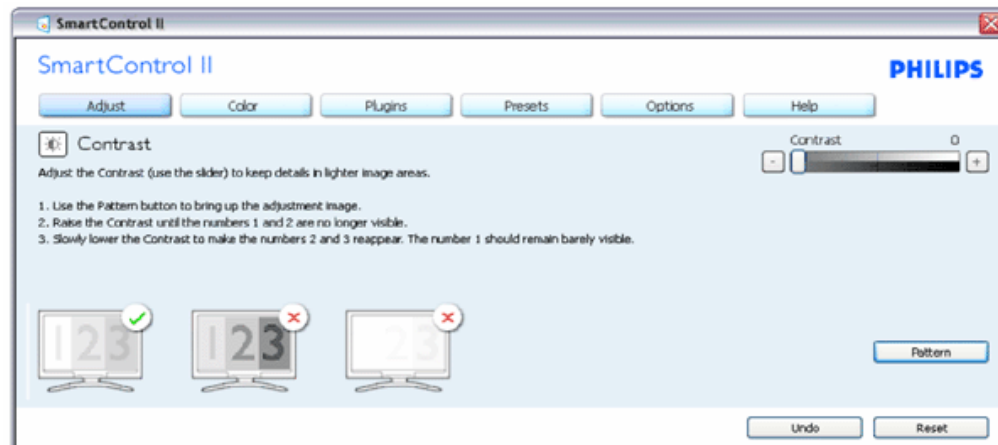 SmartControl II
SmartControl II
PHILIPS
Adjust Color Plugins Presets Options Help
Contrast
Contrast 0
Adjust the Contrast (use the slider) to keep details in lighter image areas.
- +
1. Use the Pattern button to bring up the adjustment image.
2. Raise the Contrast until the numbers 1 and 2 are no longer visible.
3. Slowly lower the Contrast to make the numbers 2 and 3 reappear. The number 1 should remain barely visible.
123 123 23
Pattern
Undo Reset